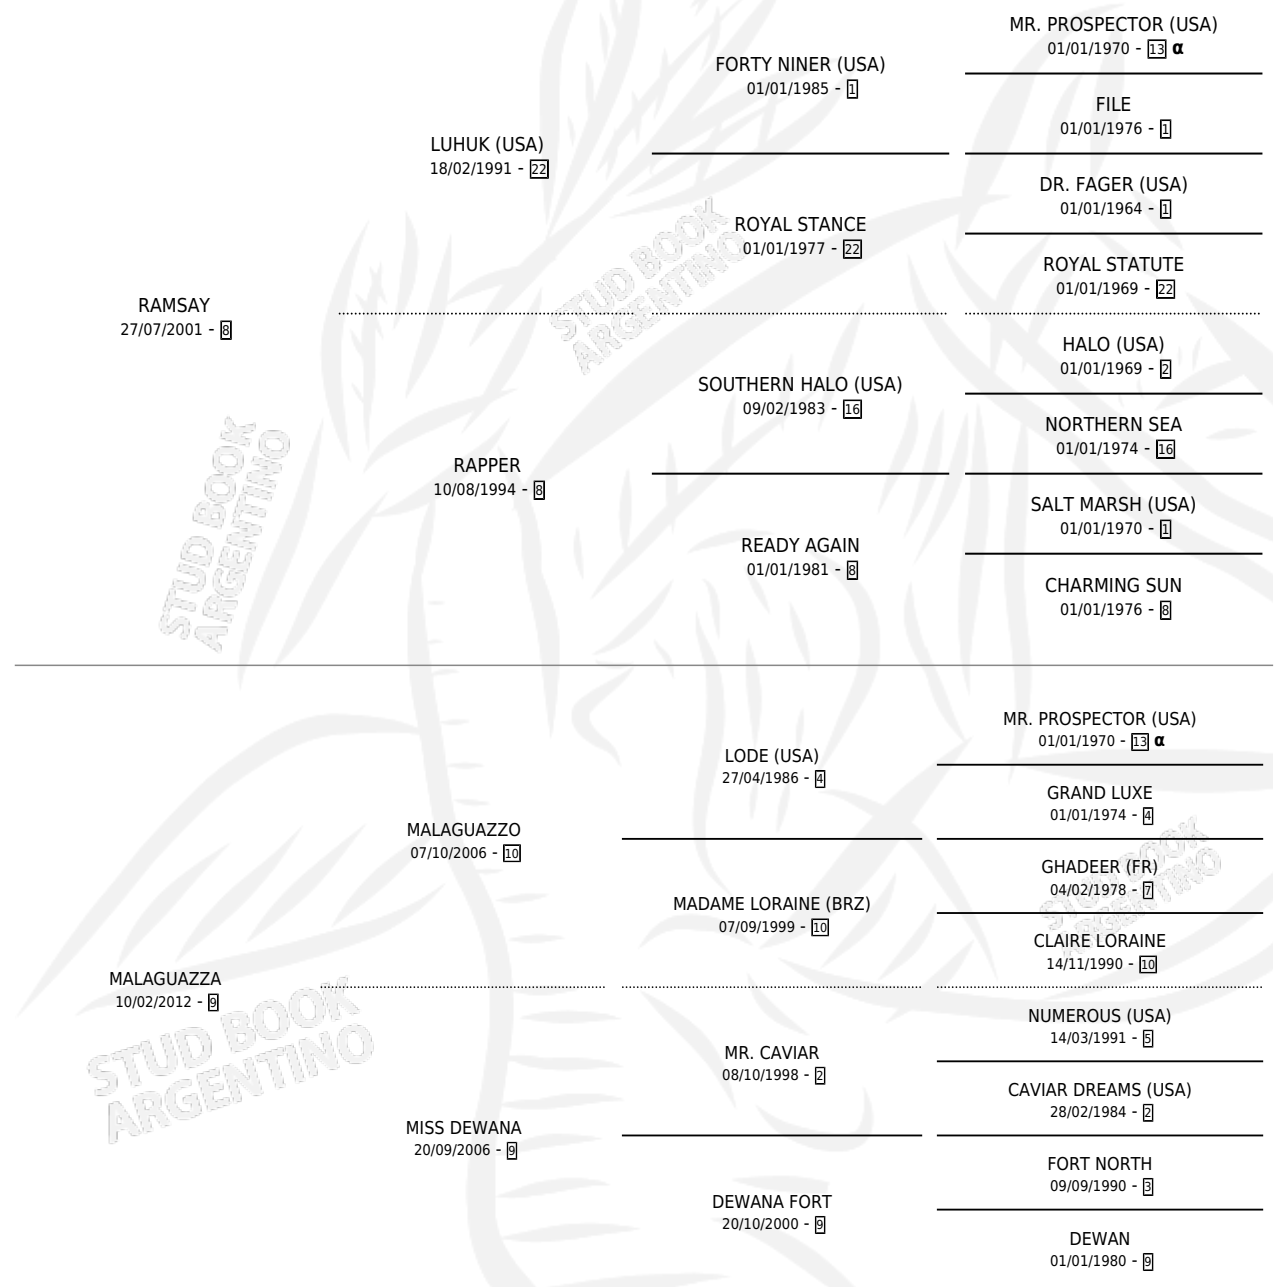 MR. PROSPECTOR (USA)
01/01/1970 - 13 α
FORTY NINER (USA)
01/01/1985 - 1
FILE
01/01/1976 - 1
LUHUK (USA)
18/02/1991 - 22
DR. FAGER (USA)
01/01/1964 - 1
ROYAL STANCE
01/01/1977 - 22
ROYAL STATUTE
01/01/1969 - 22
RAMSAY
27/07/2001 - 8
HALO (USA)
01/01/1969 - 2
SOUTHERN HALO (USA)
09/02/1983 - 16
NORTHERN SEA
01/01/1974 - 16
RAPPER
10/08/1994 - 8
SALT MARSH (USA)
01/01/1970 - 1
READY AGAIN
01/01/1981 - 8
CHARMING SUN
01/01/1976 - 8
MR. PROSPECTOR (USA)
01/01/1970 - 13 α
LODE (USA)
27/04/1986 - 4
GRAND LUXE
01/01/1974 - 4
MALAGUAZZO
07/10/2006 - 10
GHADEER (FR)
04/02/1978 - 7
MADAME LORAINE (BRZ)
07/09/1999 - 10
CLAIRE LORAINE
14/11/1990 - 10
MALAGUAZZA
10/02/2012 - 9
NUMEROUS (USA)
14/03/1991 - 5
MR. CAVIAR
08/10/1998 - 2
CAVIAR DREAMS (USA)
28/02/1984 - 2
MISS DEWANA
20/09/2006 - 9
FORT NORTH
09/09/1990 - 3
DEWANA FORT
20/10/2000 - 9
DEWAN
01/01/1980 - 9
STUD BOOK
ARGENTINO
STUD BOOK
ARGENTINO
STUD BOOK
ARGENTINO
STUD BOOK
ARGENTINO